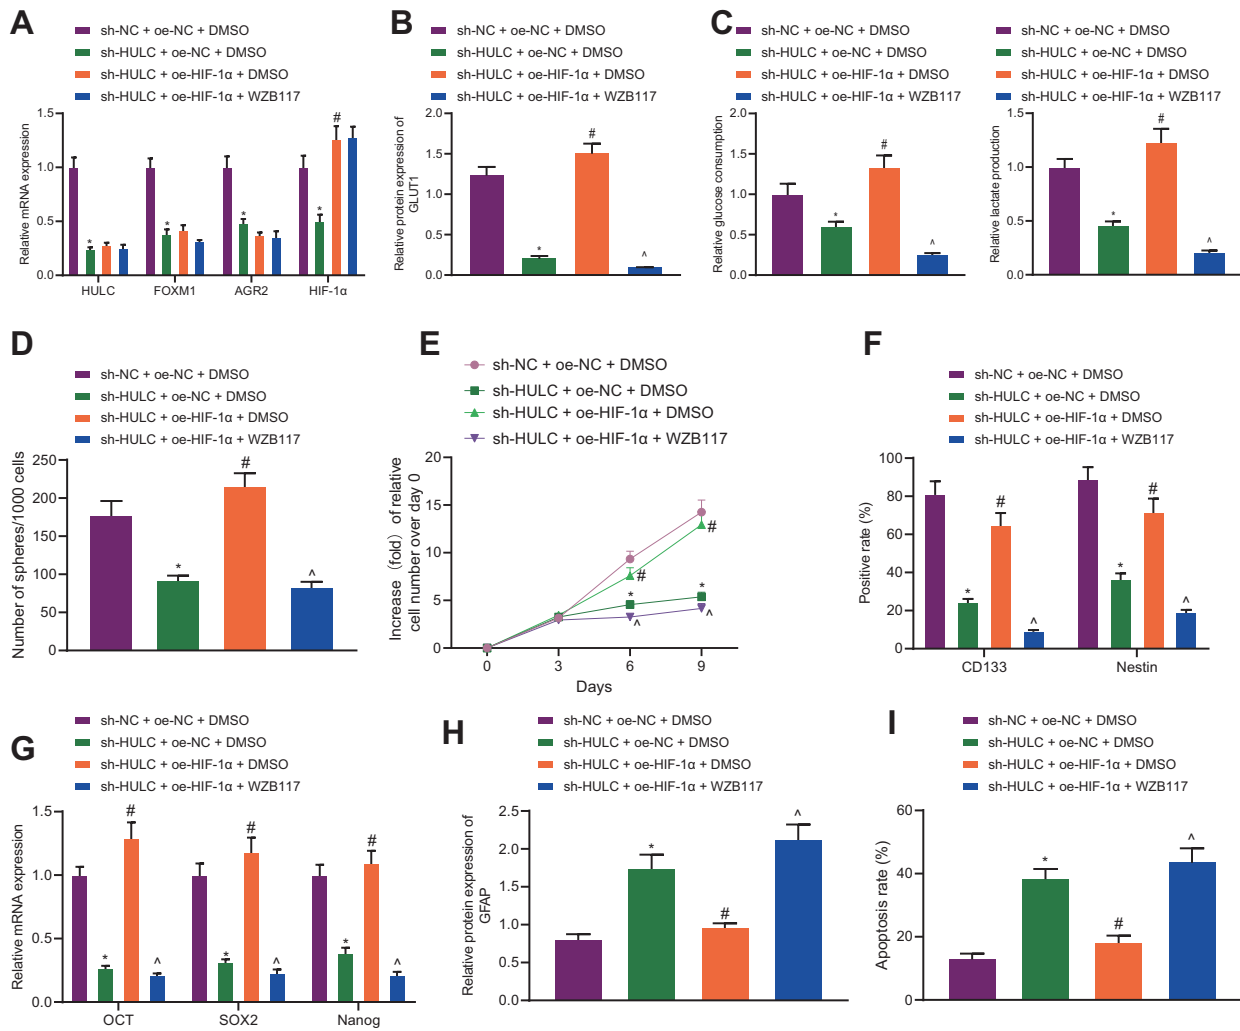 A
sh-NC + oe-NC + DMSO
sh-HULC + oe-NC + DMSO
sh-HULC + oe-HIF-1α + DMSO
sh-HULC + oe-HIF-1α + WZB117
Relative mRNA expression
1.5
1.0
0.5
0.0
* * * * #
HULC FOXM1 AGR2 HIF-1α
B
sh-NC + oe-NC + DMSO
sh-HULC + oe-NC + DMSO
sh-HULC + oe-HIF-1α + DMSO
sh-HULC + oe-HIF-1α + WZB117
Relative protein expression of
GLUT1
2.0
1.5
1.0
0.5
0.0
* # ^
C
sh-NC + oe-NC + DMSO
sh-HULC + oe-NC + DMSO
sh-HULC + oe-HIF-1α + DMSO
sh-HULC + oe-HIF-1α + WZB117
Relative glucose consumption
2.0
1.5
1.0
0.5
0.0
* # ^
sh-NC + oe-NC + DMSO
sh-HULC + oe-NC + DMSO
sh-HULC + oe-HIF-1α + DMSO
sh-HULC + oe-HIF-1α + WZB117
Relative lactate production
1.5
1.0
0.5
0.0
* # ^
D
sh-NC + oe-NC + DMSO
sh-HULC + oe-NC + DMSO
sh-HULC + oe-HIF-1α + DMSO
sh-HULC + oe-HIF-1α + WZB117
Number of spheres/1000 cells
250
200
150
100
50
0
* # ^
E
sh-NC + oe-NC + DMSO
sh-HULC + oe-NC + DMSO
sh-HULC + oe-HIF-1α + DMSO
sh-HULC + oe-HIF-1α + WZB117
Increase (fold) of relative
cell number over day 0
20
15
10
5
0
# * ^ # * ^
0 3 6 9
Days
F
sh-NC + oe-NC + DMSO
sh-HULC + oe-NC + DMSO
sh-HULC + oe-HIF-1α + DMSO
sh-HULC + oe-HIF-1α + WZB117
Positive rate (%)
80
60
40
20
0
* # ^ * # ^
CD133 Nestin
G
sh-NC + oe-NC + DMSO
sh-HULC + oe-NC + DMSO
sh-HULC + oe-HIF-1α + DMSO
sh-HULC + oe-HIF-1α + WZB117
Relative mRNA expression
1.5
1.0
0.5
0.0
* # ^ * # ^ * # ^
OCT SOX2 Nanog
H
sh-NC + oe-NC + DMSO
sh-HULC + oe-NC + DMSO
sh-HULC + oe-HIF-1α + DMSO
sh-HULC + oe-HIF-1α + WZB117
Relative protein expression of
GFAP
2.5
2.0
1.5
1.0
0.5
0.0
* # ^
I
sh-NC + oe-NC + DMSO
sh-HULC + oe-NC + DMSO
sh-HULC + oe-HIF-1α + DMSO
sh-HULC + oe-HIF-1α + WZB117
Apoptosis rate (%)
60
40
20
0
* # ^